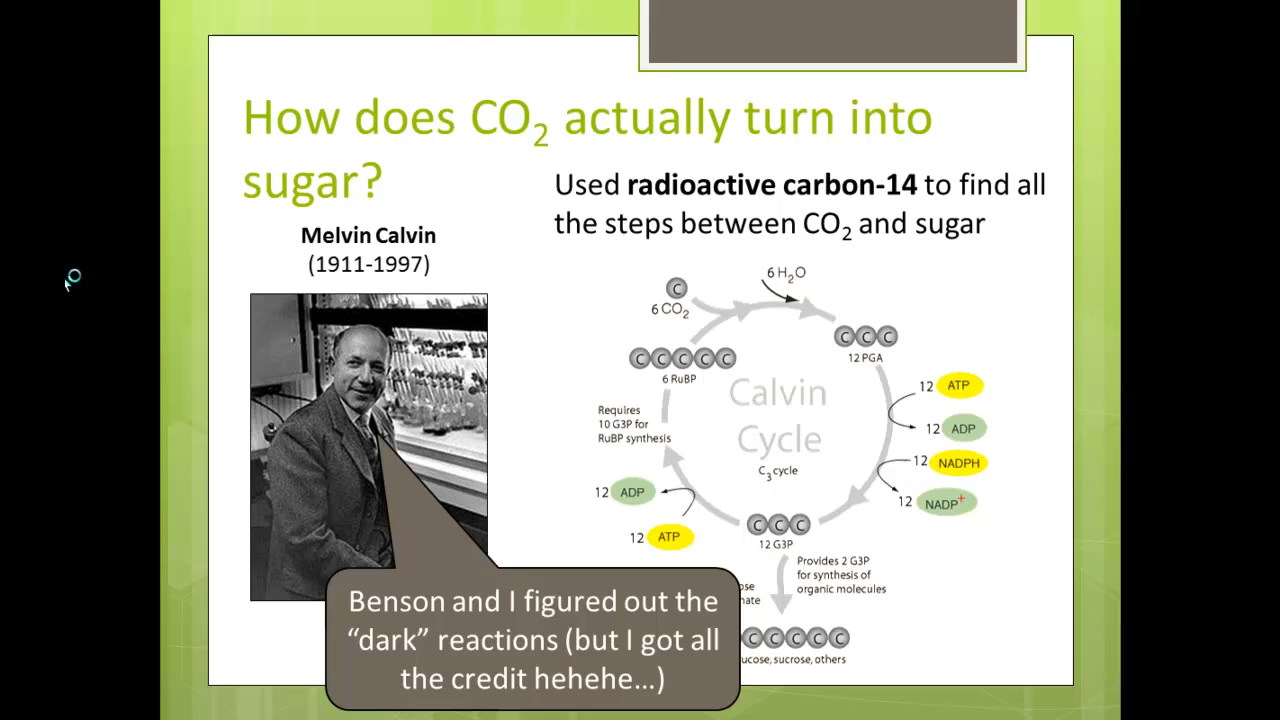 How does CO₂ actually turn into
sugar?
Used radioactive carbon-14 to find all
the steps between CO₂ and sugar
Melvin Calvin
(1911-1997)
6 H₂O
C
6 CO₂
C C C
12 PGA
C C C C C
6 RuBP
Calvin
Cycle
C₃ cycle
12 ATP
12 ADP
12 NADPH
12 NADP+
Requires
10 G3P for
RuBP synthesis
12 ADP
12 ATP
C C C
12 G3P
Provides 2 G3P
for synthesis of
organic molecules
C C C C C
sucrose, others
Benson and I figured out the
“dark” reactions (but I got all
the credit hehehe…)